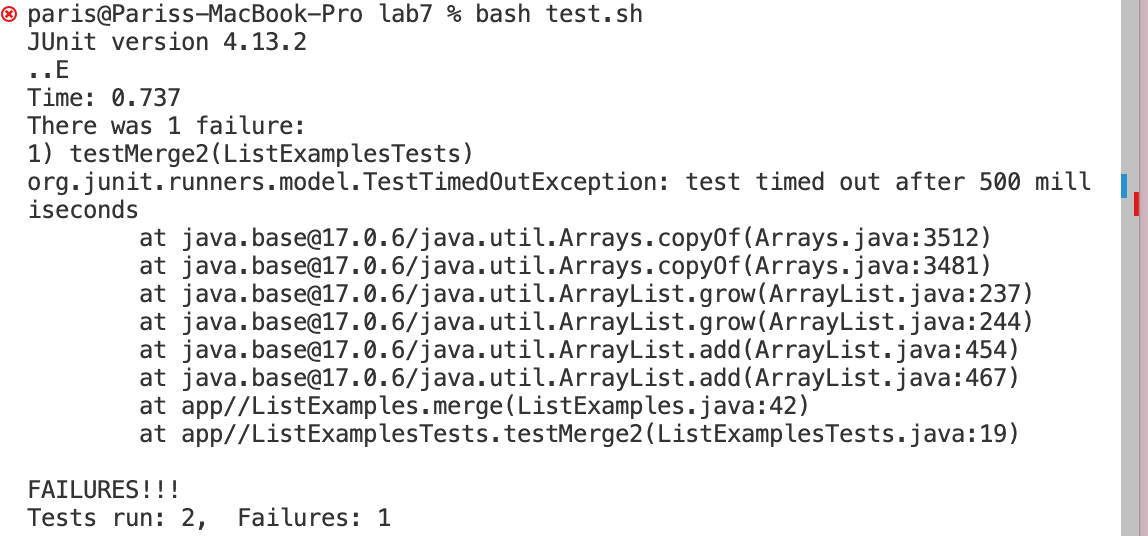 paris@Pariss-MacBook-Pro lab7 % bash test.sh
JUnit version 4.13.2
..E
Time: 0.737
There was 1 failure:
1) testMerge2(ListExamplesTests)
org.junit.runners.model.TestTimedOutException: test timed out after 500 mill
iseconds
        at java.base@17.0.6/java.util.Arrays.copyOf(Arrays.java:3512)
        at java.base@17.0.6/java.util.Arrays.copyOf(Arrays.java:3481)
        at java.base@17.0.6/java.util.ArrayList.grow(ArrayList.java:237)
        at java.base@17.0.6/java.util.ArrayList.grow(ArrayList.java:244)
        at java.base@17.0.6/java.util.ArrayList.add(ArrayList.java:454)
        at java.base@17.0.6/java.util.ArrayList.add(ArrayList.java:467)
        at app//ListExamples.merge(ListExamples.java:42)
        at app//ListExamplesTests.testMerge2(ListExamplesTests.java:19)

FAILURES!!!
Tests run: 2,  Failures: 1